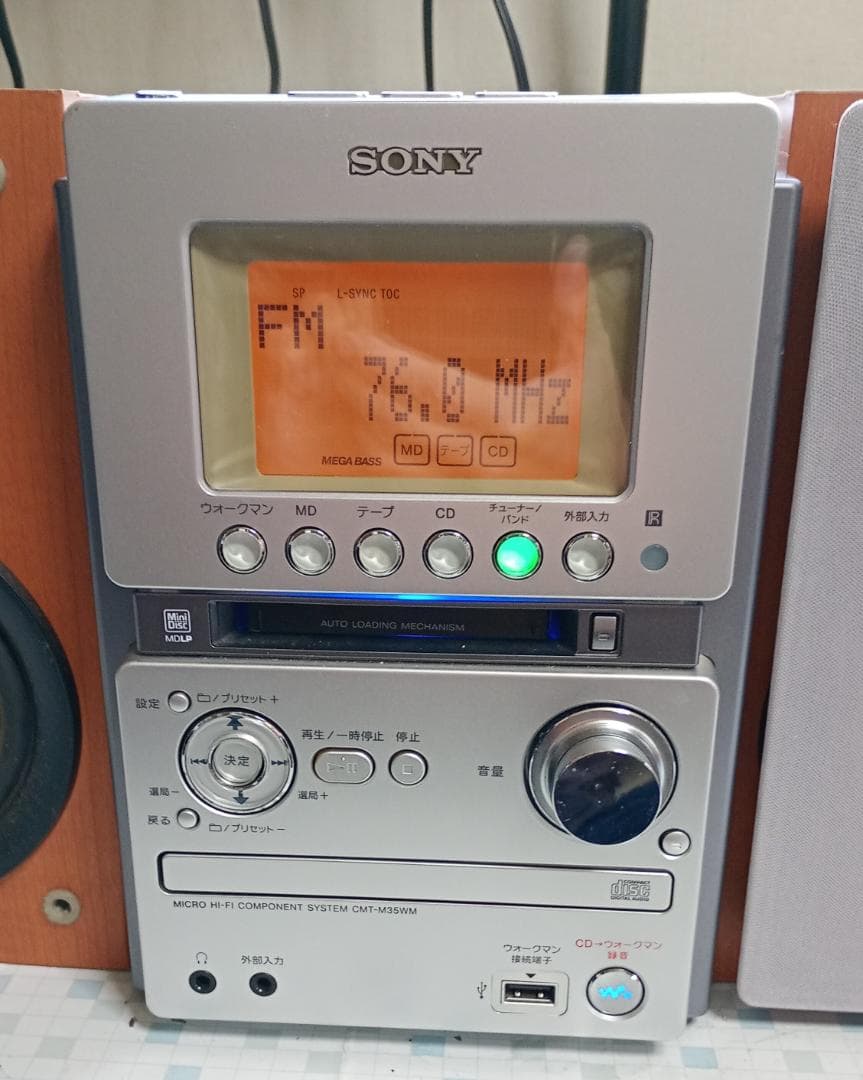 SONY
SP L-SYNC TOC
FM
76.0 MHz
MEGA BASS MD テープ CD
ウォークマン MD テープ CD チューナー/
バンド 外部入力
R
Mini
Disc
MDLP
AUTO LOADING MECHANISM
設定 /プリセット +
再生/一時停止 停止
決定
音量
選局− 選局+
戻る /プリセット −
COMPACT
disc
DIGITAL AUDIO
MICRO HI-FI COMPONENT SYSTEM CMT-M35WM
外部入力
ウォークマン
接続端子
CD→ウォークマン
録音